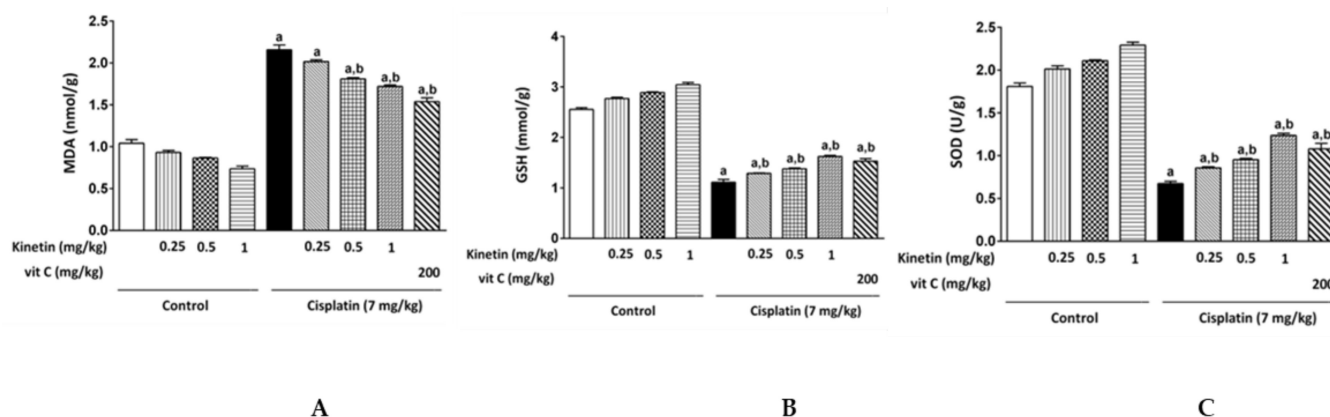 2.5
2.0
1.5
1.0
0.5
0.0
MDA (nmol/g)
a
a
a,b
a,b
a,b
Kinetin (mg/kg) 0.25 0.5 1 0.25 0.5 1
vit C (mg/kg) 200
Control Cisplatin (7 mg/kg)
A
4
3
2
1
0
GSH (mmol/g)
a
a,b
a,b
a,b
a,b
Kinetin (mg/kg) 0.25 0.5 1 0.25 0.5 1
vit C (mg/kg) 200
Control Cisplatin (7 mg/kg)
B
2.5
2.0
1.5
1.0
0.5
0.0
SOD (U/g)
a
a,b
a,b
a,b
a,b
Kinetin (mg/kg) 0.25 0.5 1 0.25 0.5 1
vit C (mg/kg) 200
Control Cisplatin (7 mg/kg)
C